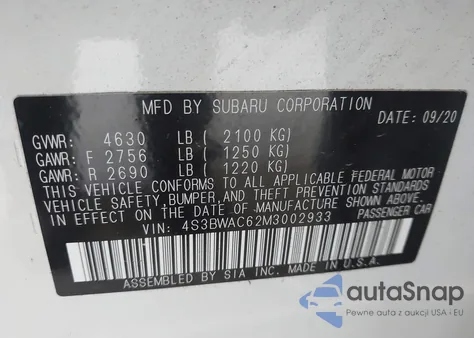 MFD BY SUBARU CORPORATION
DATE: 09/20
GVWR: 4630 LB ( 2100 KG)
GAWR: F 2756 LB ( 1250 KG)
GAWR: R 2690 LB ( 1220 KG)
THIS VEHICLE CONFORMS TO ALL APPLICABLE FEDERAL MOTOR
VEHICLE SAFETY, BUMPER, AND THEFT PREVENTION STANDARDS
IN EFFECT ON THE DATE OF MANUFACTURE SHOWN ABOVE.
VIN: 4S3BWAC62M3002933 PASSENGER CAR
ASSEMBLED BY SIA INC. MADE IN U.S.A.
autoSnap
Pewne auta z aukcji USA - EU